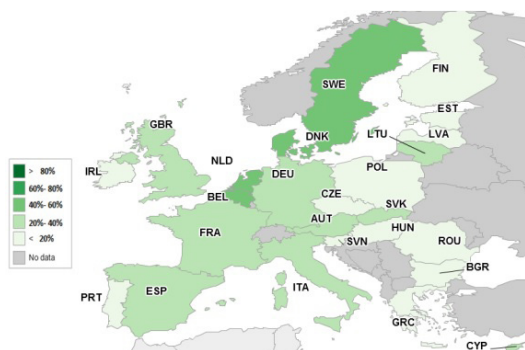 FIN
SWE
EST
GBR
DNK
LTU
LVA
NLD
IRL
DEU
POL
BEL
CZE
SVK
AUT
FRA
HUN
SVN
ROU
BGR
ESP
ITA
PRT
GRC
CYP
> 80%
60%- 80%
40%- 60%
20%- 40%
< 20%
No data